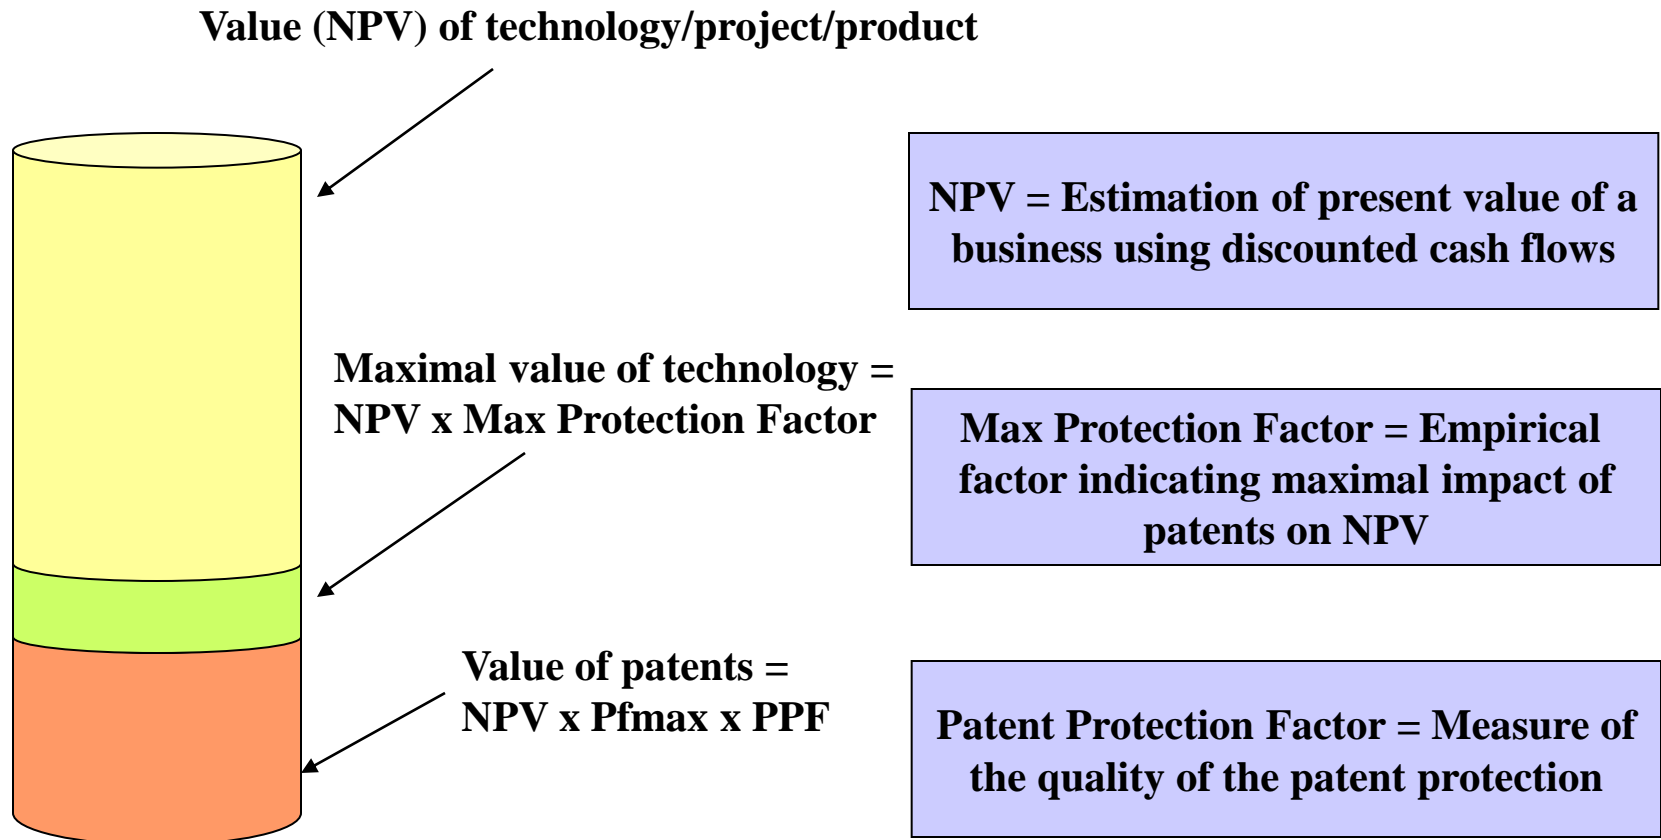 Value (NPV) of technology/project/product
NPV = Estimation of present value of a
business using discounted cash flows
Maximal value of technology =
NPV x Max Protection Factor
Max Protection Factor = Empirical
factor indicating maximal impact of
patents on NPV
Value of patents =
NPV x Pfmax x PPF
Patent Protection Factor = Measure of
the quality of the patent protection